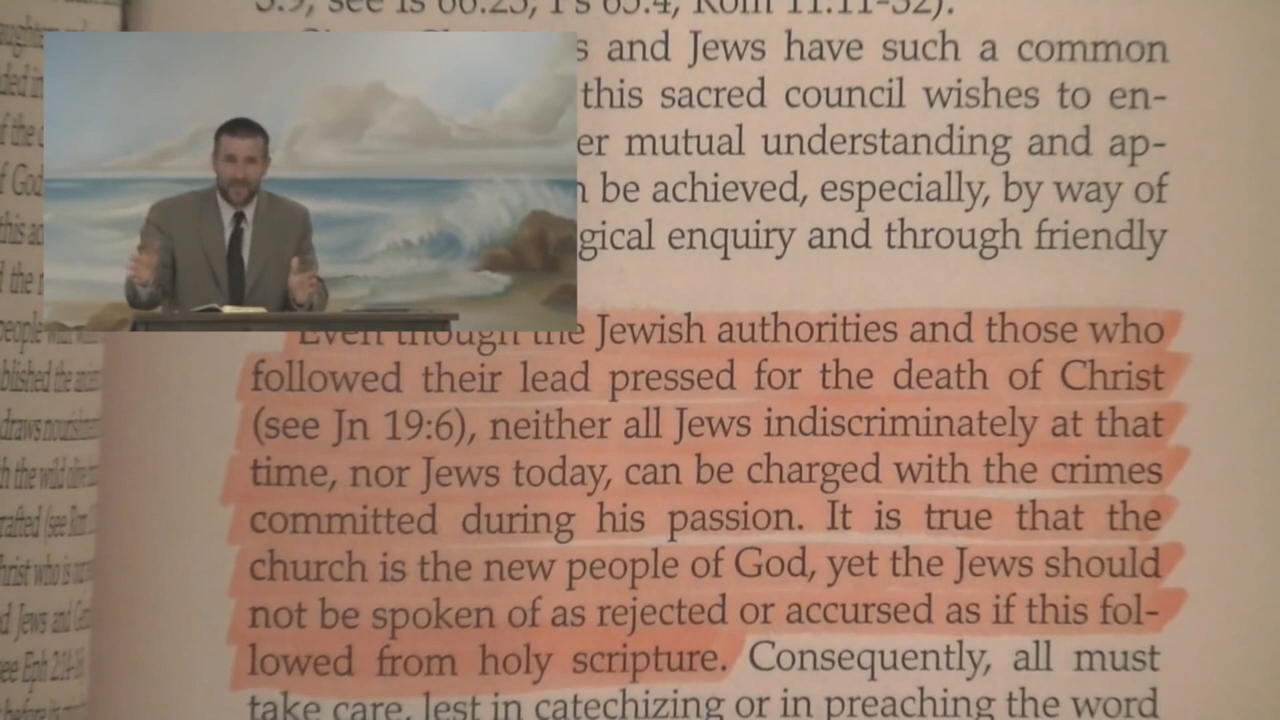 see Is 66:23, Ps 65:4, Rom 11:11-32).
and Jews have such a common
this sacred council wishes to en-
mutual understanding and ap-
be achieved, especially, by way of
enquiry and through friendly
Even though the Jewish authorities and those who
followed their lead pressed for the death of Christ
(see Jn 19:6), neither all Jews indiscriminately at that
time, nor Jews today, can be charged with the crimes
committed during his passion. It is true that the
church is the new people of God, yet the Jews should
not be spoken of as rejected or accursed as if this fol-
lowed from holy scripture. Consequently, all must
take care, lest in catechizing or in preaching the word